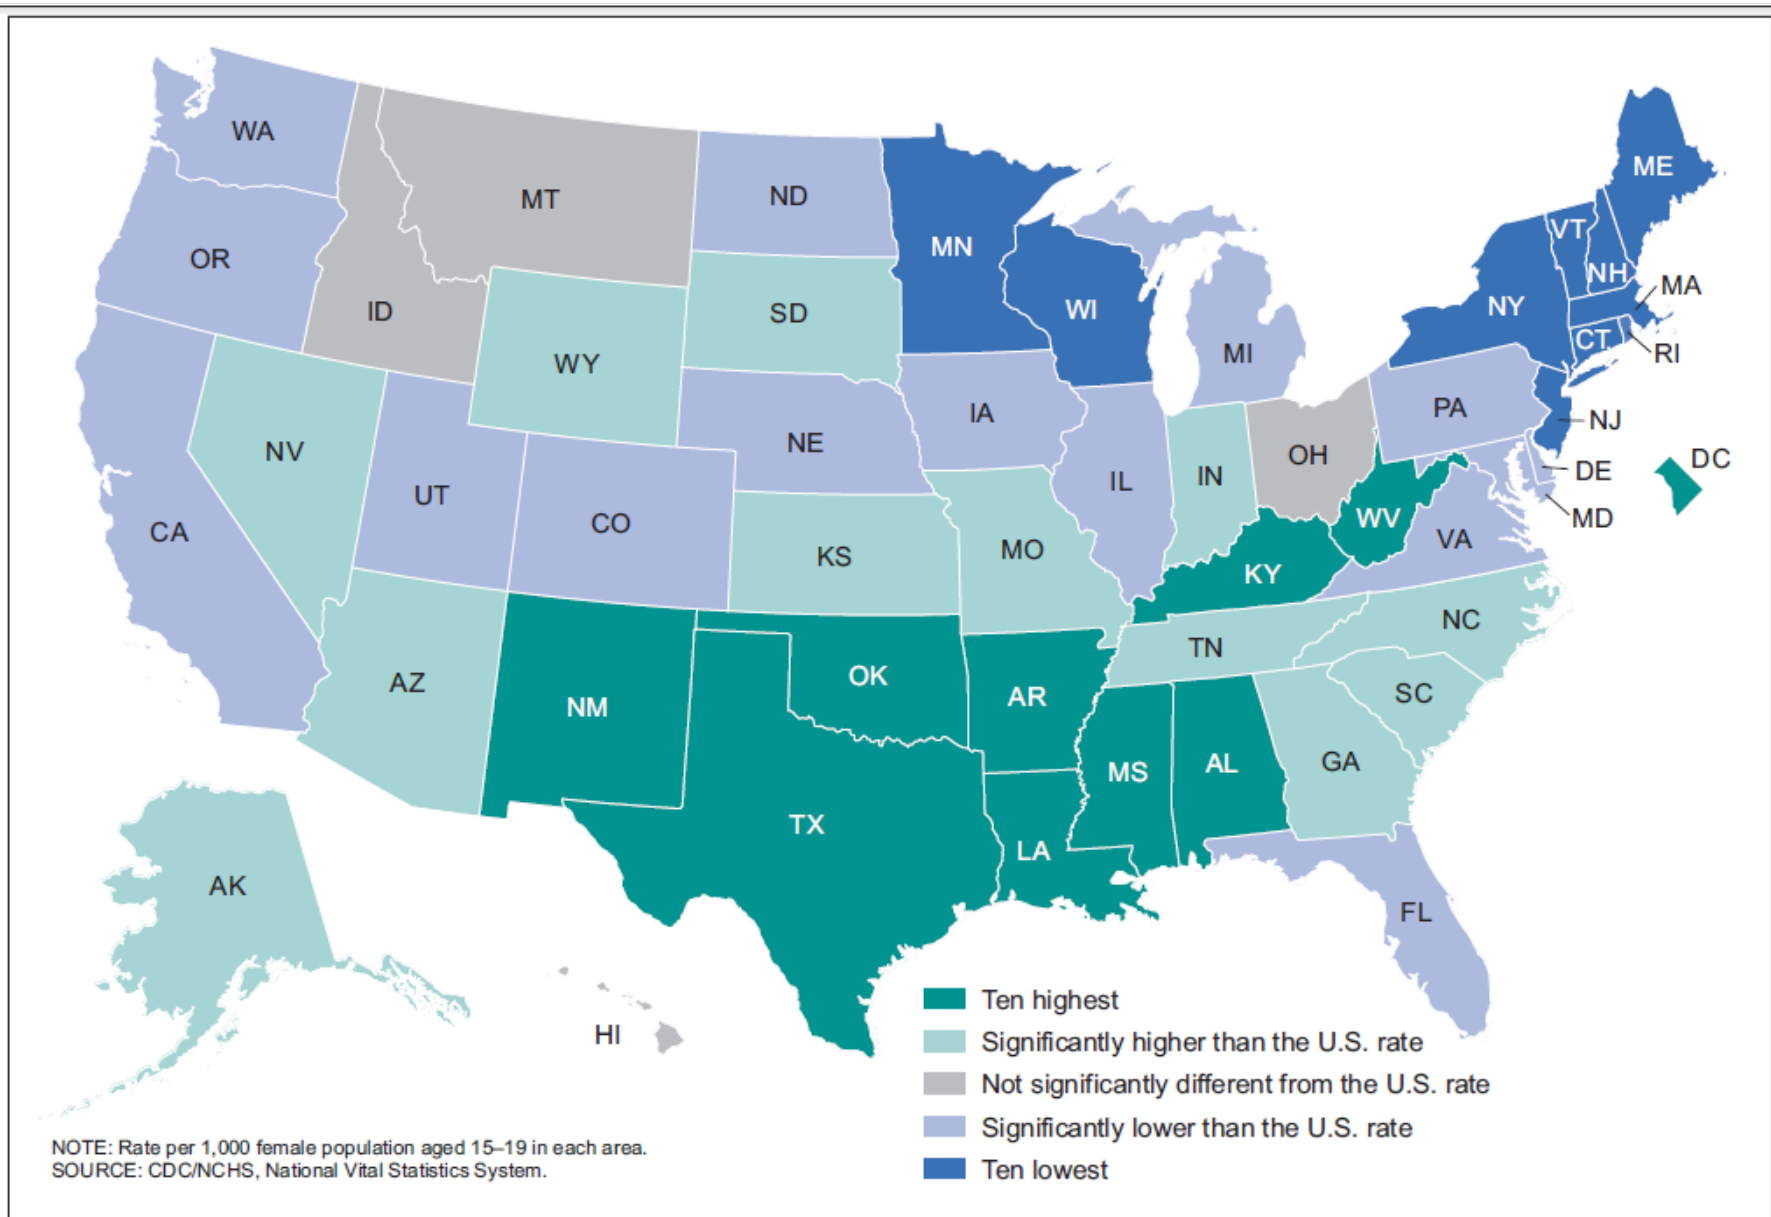 WA
MT
ND
MN
ME
VT
OR
NH
ID
SD
WI
NY
MA
WY
MI
CT
RI
NV
NE
IA
PA
NJ
UT
CO
IL
IN
OH
DE
DC
CA
KS
MO
WV
VA
MD
KY
AZ
NM
OK
AR
TN
NC
SC
MS
AL
GA
TX
LA
AK
FL
HI
Ten highest
Significantly higher than the U.S. rate
Not significantly different from the U.S. rate
Significantly lower than the U.S. rate
Ten lowest
NOTE: Rate per 1,000 female population aged 15–19 in each area.
SOURCE: CDC/NCHS, National Vital Statistics System.